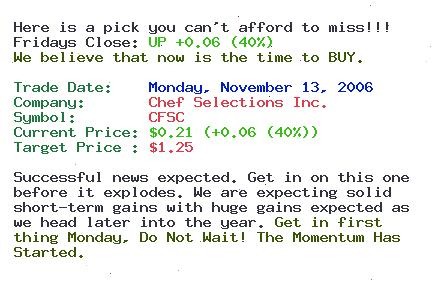 Here is a pick you can't afford to miss!!!
Fridays Close: UP +0.06 (40%)
We believe that now is the time to BUY.
Trade Date: Monday, November 13, 2006
Company: Chef Selections Inc.
Symbol: CFSC
Current Price: $0.21 (+0.06 (40%))
Target Price : $1.25
Successful news expected. Get in on this one
before it explodes. We are expecting solid
short-term gains with huge gains expected as
we head later into the year. Get in first
thing Monday, Do Not Wait! The Momentum Has
Started.